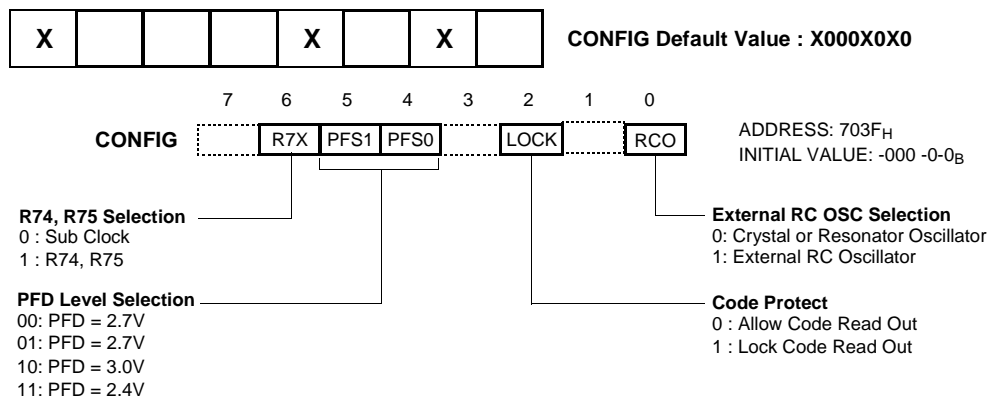 X X X CONFIG Default Value : X000X0X0
7 6 5 4 3 2 1 0
CONFIG R7X PFS1 PFS0 LOCK RCO
ADDRESS: 703FH
INITIAL VALUE: -000 -0-0B
R74, R75 Selection
0 : Sub Clock
1 : R74, R75
External RC OSC Selection
0: Crystal or Resonator Oscillator
1: External RC Oscillator
PFD Level Selection
00: PFD = 2.7V
01: PFD = 2.7V
10: PFD = 3.0V
11: PFD = 2.4V
Code Protect
0 : Allow Code Read Out
1 : Lock Code Read Out